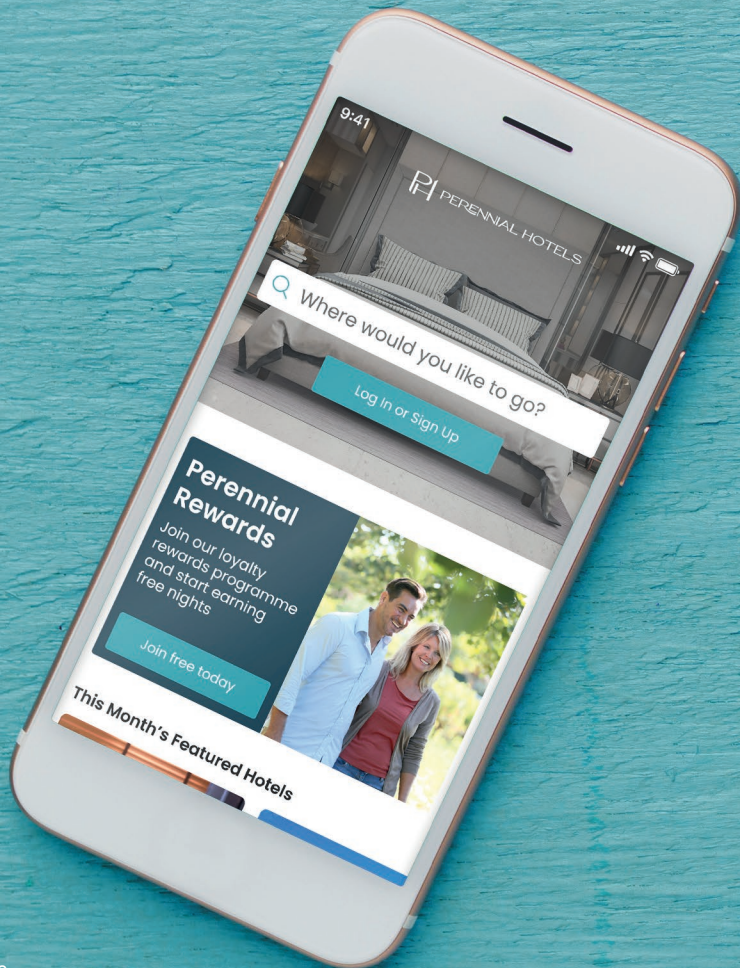 9:41
PH PERENNIAL HOTELS
Where would you like to go?
Log In or Sign Up
Perennial
Rewards
Join our loyalty
rewards programme
and start earning
free nights
Join free today
This Month's Featured Hotels